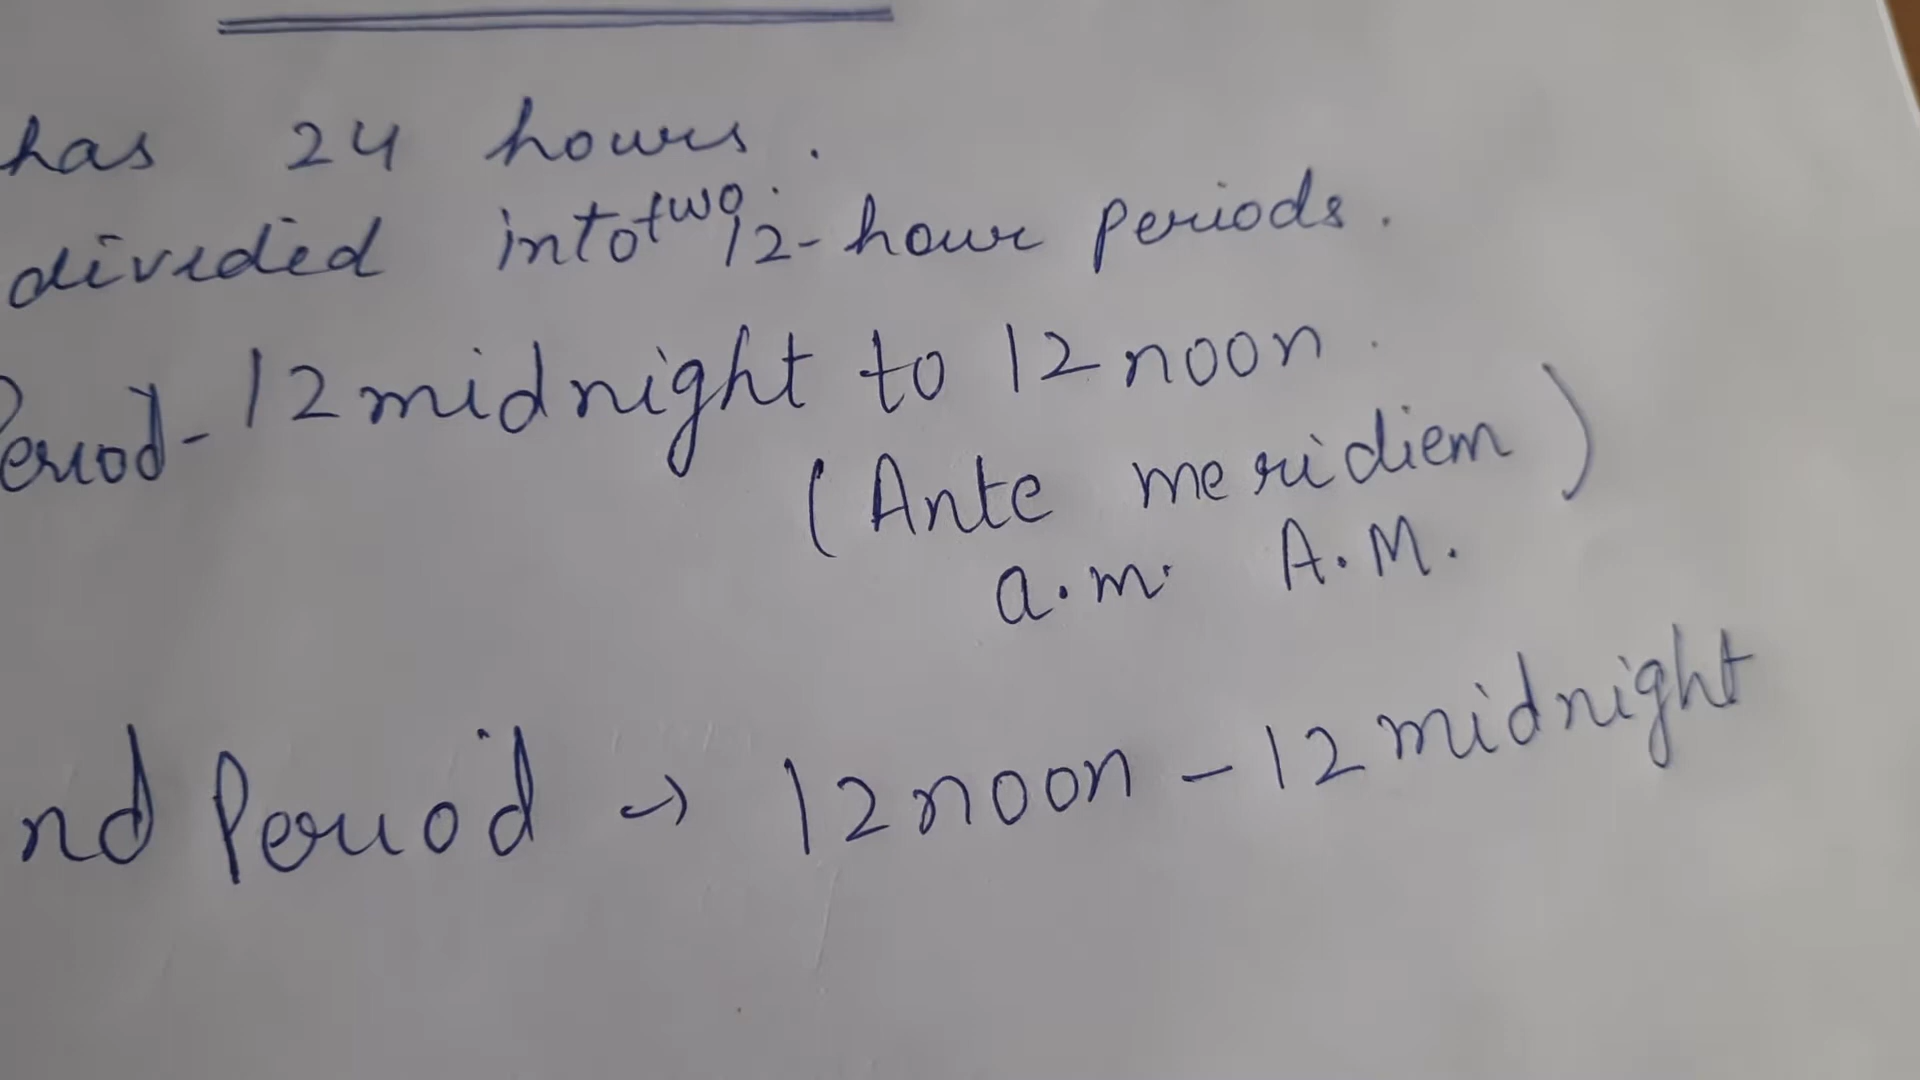 has 24 hours.
divided into two 12-hour periods.
Period - 12 midnight to 12 noon.
(Ante meridiem)
a.m. A.M.
nd Period → 12 noon - 12 midnight